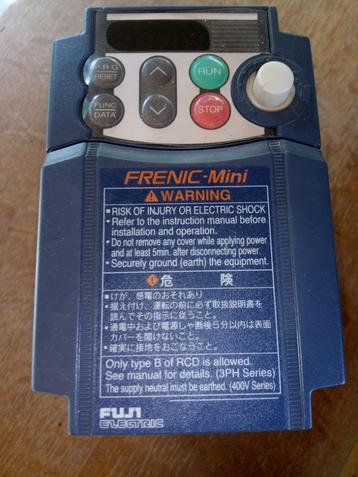 PRG
RESET
RUN
FUNC
DATA
STOP
FRENIC-Mini
⚠WARNING
■RISK OF INJURY OR ELECTRIC SHOCK
• Refer to the instruction manual before
installation and operation.
• Do not remove any cover while applying power
and at least 5min. after disconnecting power.
• Securely ground (earth) the equipment.
⚠危 険
■けが、感電のおそれあり
・据え付け、運転の前に必ず取扱説明書を
読んでその指示に従うこと。
・通電中および電源しゃ断後5分以内は表面
カバーを開けないこと。
・確実に接地をおこなうこと。
Only type B of RCD is allowed.
See manual for details. (3PH Series)
The supply neutral must be earthed. (400V Series)
FUJI
ELECTRIC